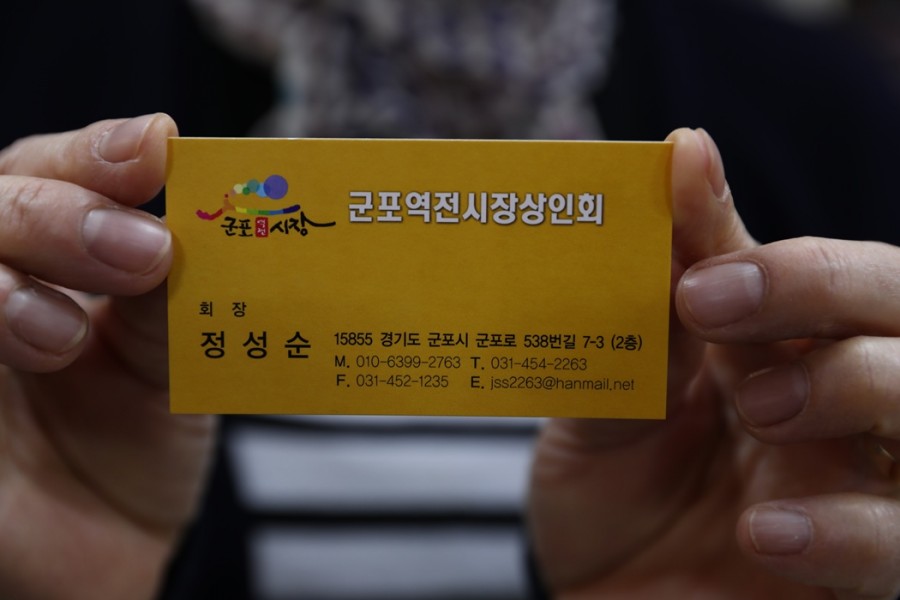 군포역전시장
군포역전시장상인회
회 장
정 성 순
15855 경기도 군포시 군포로 538번길 7-3 (2층)
M. 010-6399-2763 T. 031-454-2263
F. 031-452-1235 E. jss2263@hanmail.net